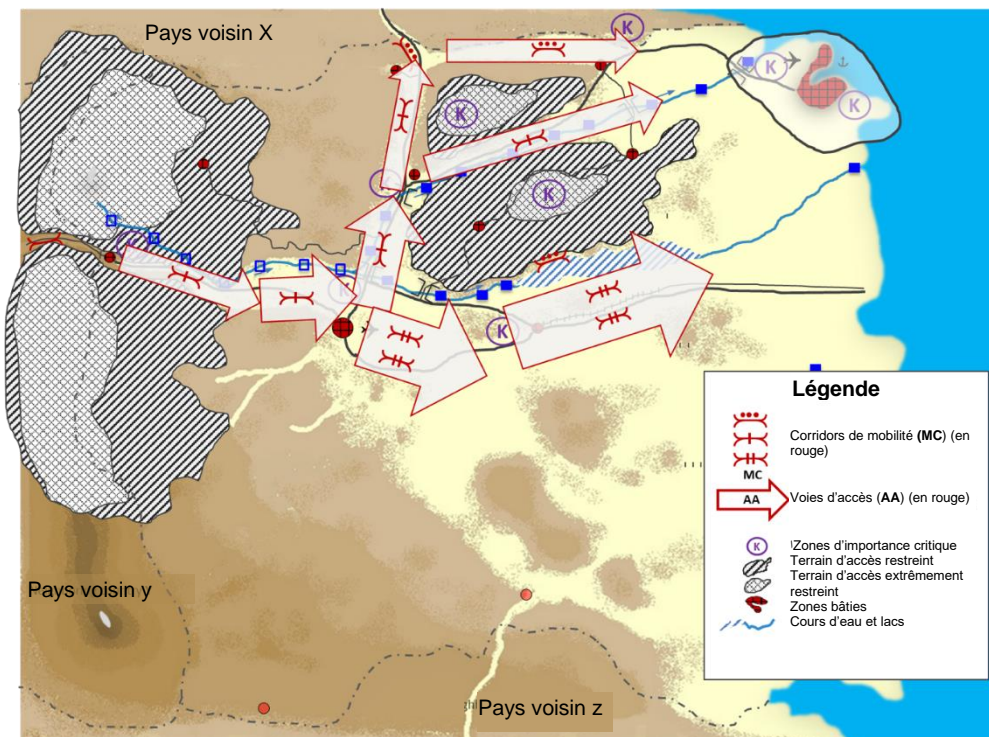 Pays voisin X
K
K
K
K
K
K
K
K
K
Pays voisin y
Pays voisin z
Légende
Corridors de mobilité (MC) (en
rouge)
MC
AA
Voies d'accès (AA) (en rouge)
K
\Zones d'importance critique
Terrain d'accès restreint
Terrain d'accès extrêmement
restreint
Zones bâties
Cours d'eau et lacs